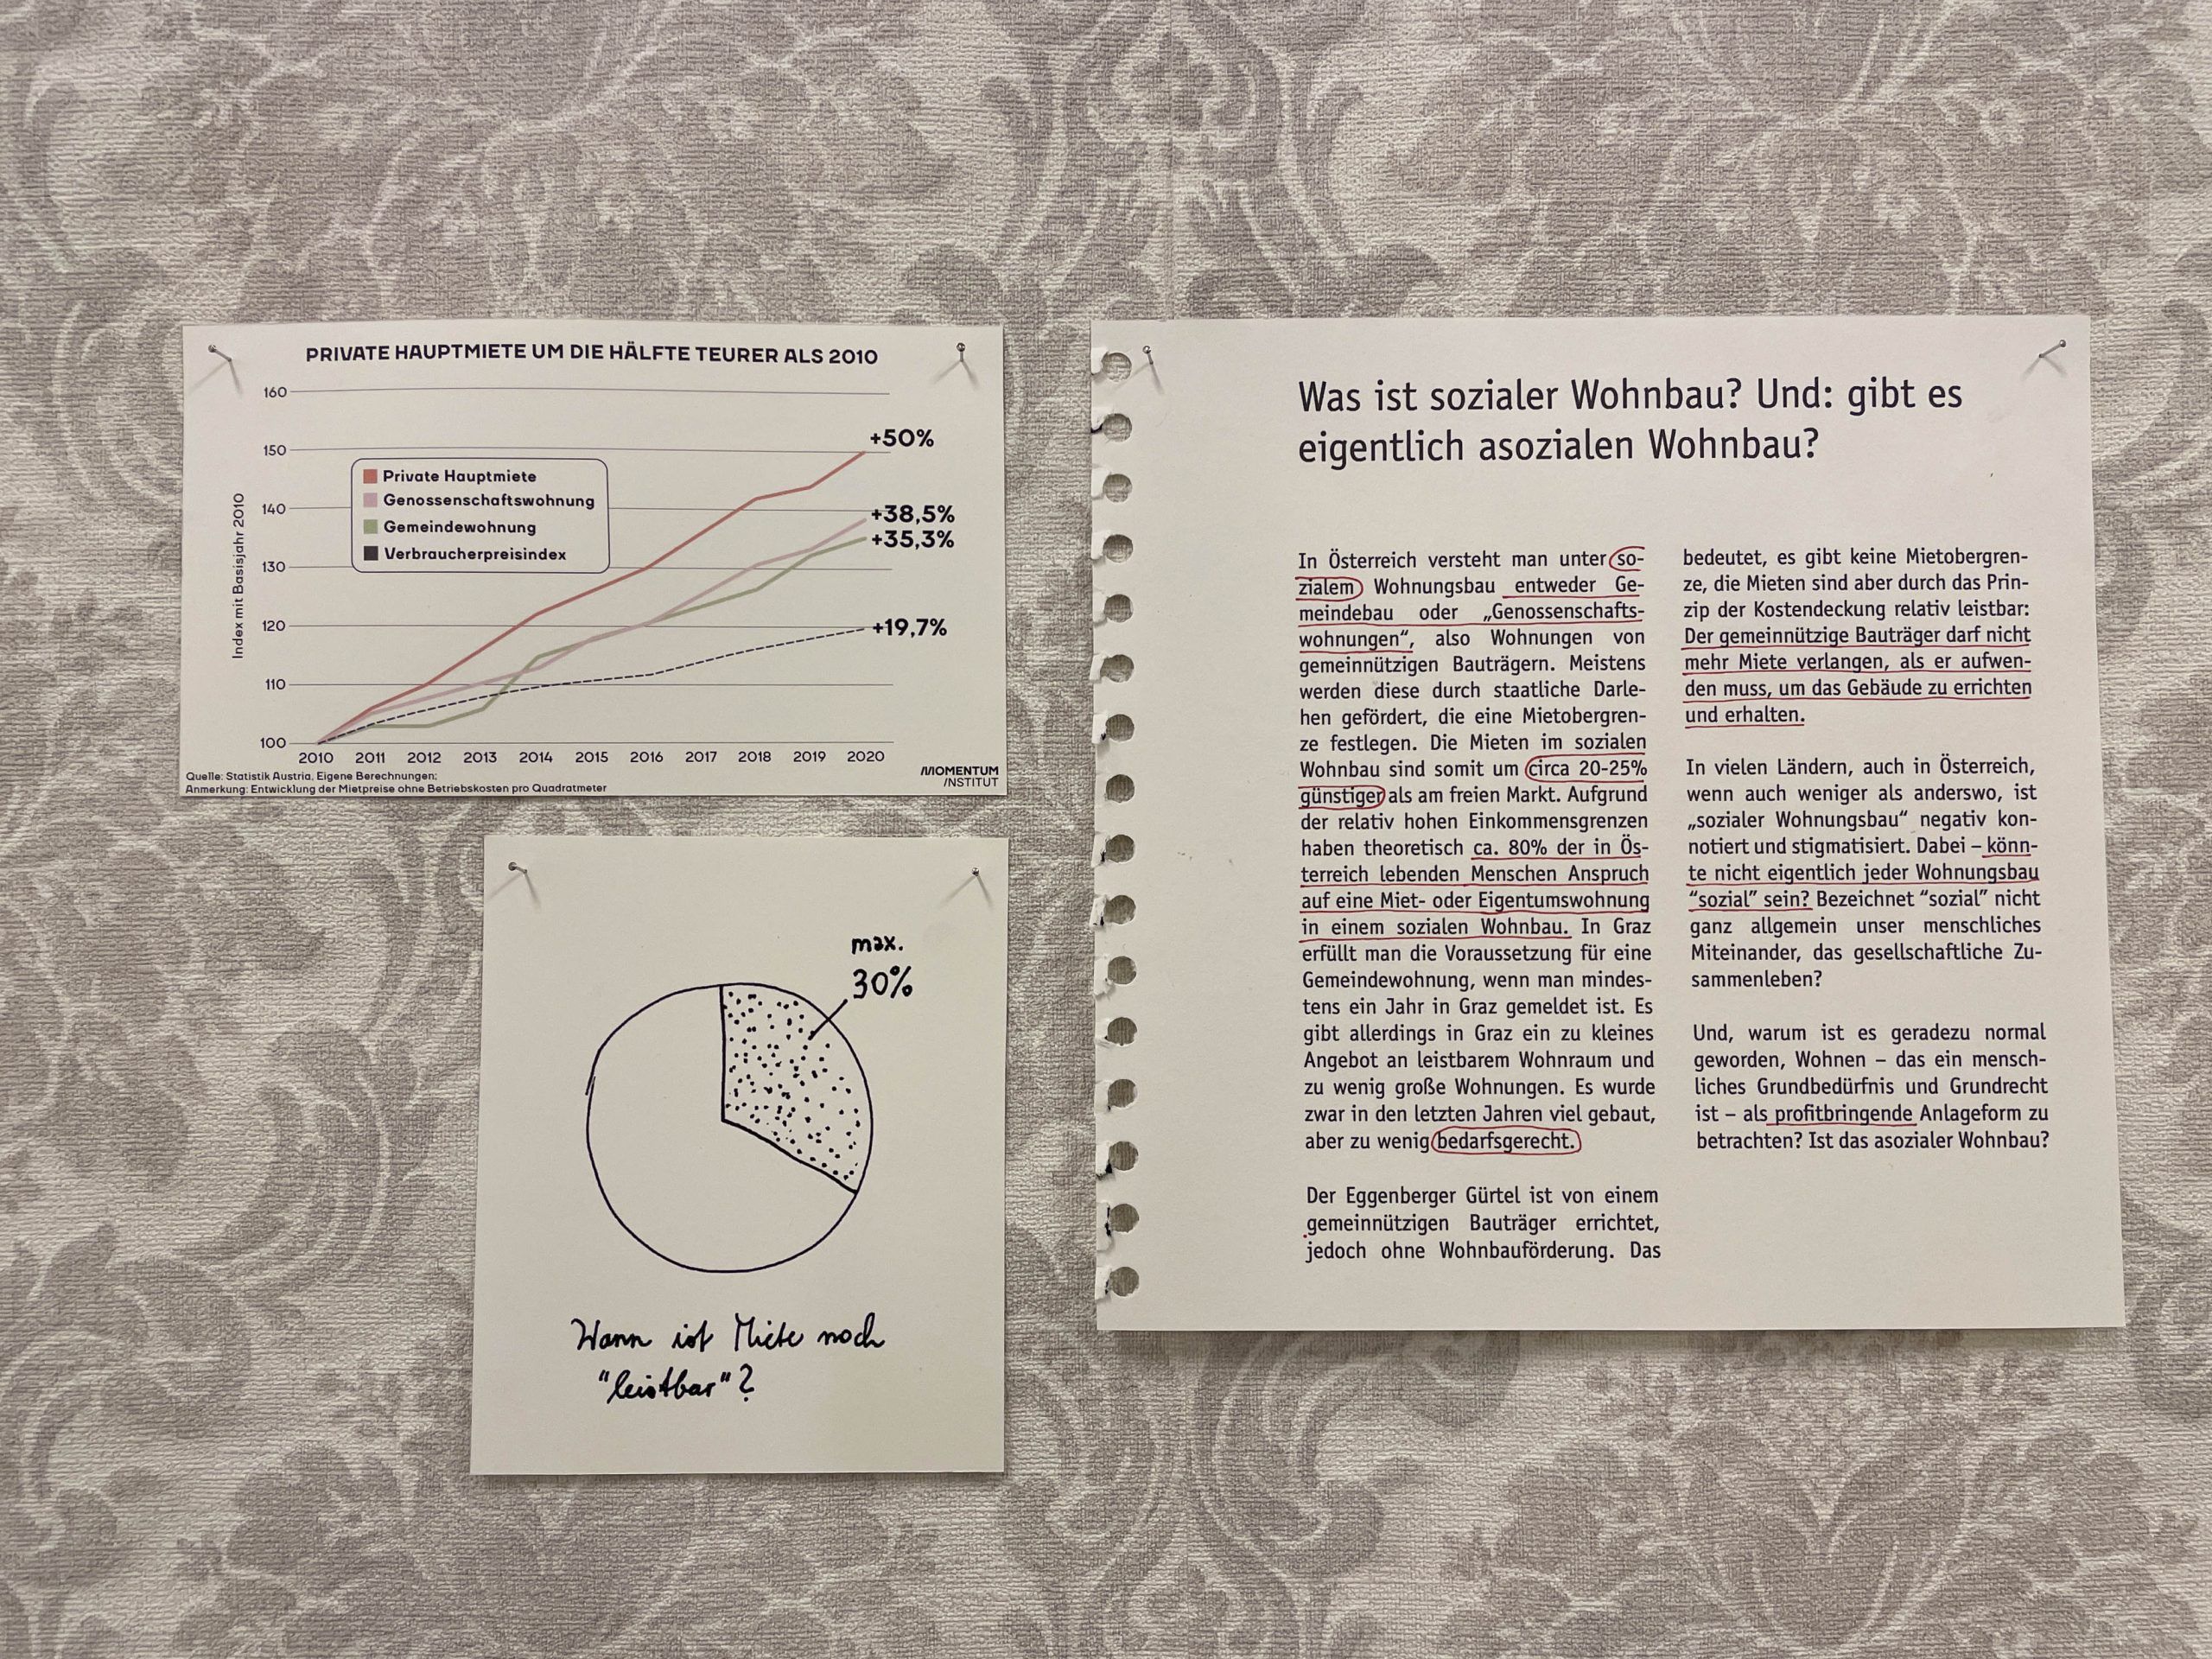 PRIVATE HAUPTMIETE UM DIE HÄLFTE TEURER ALS 2010
160
150
140
130
120
110
100
Index mit Basisjahr 2010
Private Hauptmiete
Genossenschaftswohnung
Gemeindewohnung
Verbraucherpreisindex
+50%
+38,5%
+35,3%
+19,7%
2010 2011 2012 2013 2014 2015 2016 2017 2018 2019 2020
Quelle: Statistik Austria, Eigene Berechnungen;
Anmerkung: Entwicklung der Mietpreise ohne Betriebskosten pro Quadratmeter
MOMENTUM
INSTITUT
max.
30%
Wann ist Miete noch
"leistbar"?
Was ist sozialer Wohnbau? Und: gibt es
eigentlich asozialen Wohnbau?
In Österreich versteht man unter so-
zialem Wohnungsbau entweder Ge-
meindebau oder „Genossenschafts-
wohnungen“, also Wohnungen von
gemeinnützigen Bauträgern. Meistens
werden diese durch staatliche Darle-
hen gefördert, die eine Mietobergren-
ze festlegen. Die Mieten im sozialen
Wohnbau sind somit um circa 20-25%
günstiger als am freien Markt. Aufgrund
der relativ hohen Einkommensgrenzen
haben theoretisch ca. 80% der in Ös-
terreich lebenden Menschen Anspruch
auf eine Miet- oder Eigentumswohnung
in einem sozialen Wohnbau. In Graz
erfüllt man die Voraussetzung für eine
Gemeindewohnung, wenn man mindes-
tens ein Jahr in Graz gemeldet ist. Es
gibt allerdings in Graz ein zu kleines
Angebot an leistbarem Wohnraum und
zu wenig große Wohnungen. Es wurde
zwar in den letzten Jahren viel gebaut,
aber zu wenig bedarfsgerecht.
Der Eggenberger Gürtel ist von einem
gemeinnützigen Bauträger errichtet,
jedoch ohne Wohnbauförderung. Das
bedeutet, es gibt keine Mietobergren-
ze, die Mieten sind aber durch das Prin-
zip der Kostendeckung relativ leistbar:
Der gemeinnützige Bauträger darf nicht
mehr Miete verlangen, als er aufwen-
den muss, um das Gebäude zu errichten
und erhalten.
In vielen Ländern, auch in Österreich,
wenn auch weniger als anderswo, ist
„sozialer Wohnungsbau“ negativ kon-
notiert und stigmatisiert. Dabei – könn-
te nicht eigentlich jeder Wohnungsbau
“sozial” sein? Bezeichnet “sozial” nicht
ganz allgemein unser menschliches
Miteinander, das gesellschaftliche Zu-
sammenleben?
Und, warum ist es geradezu normal
geworden, Wohnen – das ein mensch-
liches Grundbedürfnis und Grundrecht
ist – als profitbringende Anlageform zu
betrachten? Ist das asozialer Wohnbau?